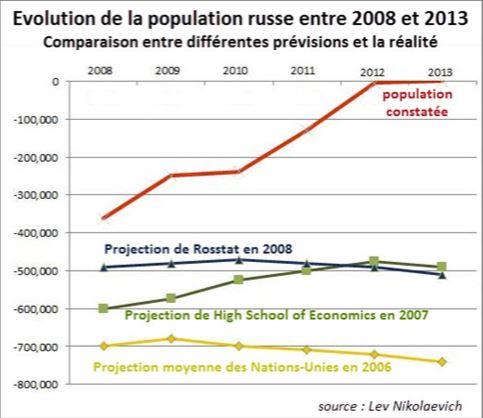 Evolution de la population russe entre 2008 et 2013
Comparaison entre différentes prévisions et la réalité
2008 2009 2010 2011 2012 2013
0
population
constatée
-100,000
-200,000
-300,000
-400,000
Projection de Rosstat en 2008
-500,000
-600,000
Projection de High School of Economics en 2007
-700,000
Projection moyenne des Nations-Unies en 2006
-800,000
source : Lev Nikolaevich